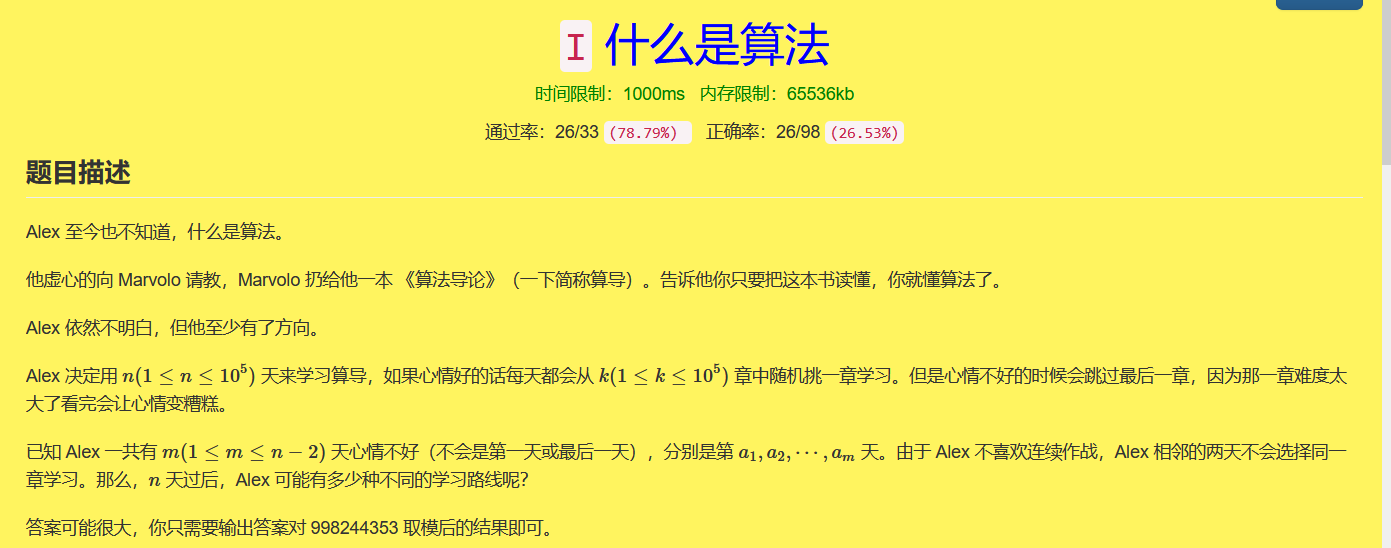 I 什么是算法
时间限制：1000ms 内存限制：65536kb
通过率：26/33 (78.79%) 正确率：26/98 (26.53%)
题目描述
Alex 至今也不知道，什么是算法。
他虚心的向 Marvolo 请教，Marvolo 扔给他一本 《算法导论》（一下简称算导）。告诉他你只要把这本书读懂，你就懂算法了。
Alex 依然不明白，但他至少有了方向。
Alex 决定用 n(1 ≤ n ≤ 10^5) 天来学习算导，如果心情好的话每天都会从 k(1 ≤ k ≤ 10^5) 章中随机挑一章学习。但是心情不好的时候会跳过最后一章，因为那一章难度太
大了看完会让心情变糟糕。
已知 Alex 一共有 m(1 ≤ m ≤ n − 2) 天心情不好（不会是第一天或最后一天），分别是第 a₁, a₂, ⋯, aₘ 天。由于 Alex 不喜欢连续作战，Alex 相邻的两天不会选择同一
章学习。那么，n 天过后，Alex 可能有多少种不同的学习路线呢？
答案可能很大，你只需要输出答案对 998244353 取模后的结果即可。